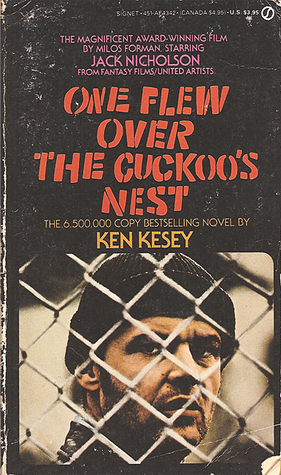 SIGNET • 451-AE4342 • (CANADA $4.95) • U.S. $3.95
THE MAGNIFICENT AWARD-WINNING FILM
BY MILOS FORMAN, STARRING
JACK NICHOLSON
FROM FANTASY FILMS/UNITED ARTISTS.
ONE FLEW
OVER
THE CUCKOO'S
NEST
THE 6,500,000 COPY BESTSELLING NOVEL BY
KEN KESEY